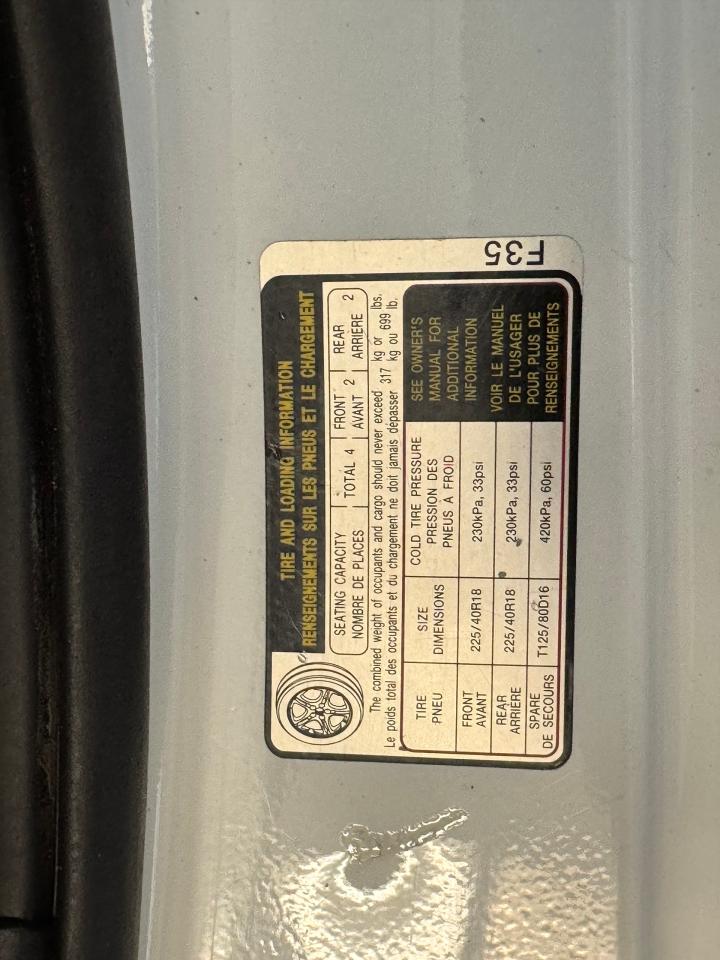 TIRE AND LOADING INFORMATION
RENSEIGNEMENTS SUR LES PNEUS ET LE CHARGEMENT
SEATING CAPACITY TOTAL 4 FRONT 2 REAR 2
NOMBRE DE PLACES AVANT ARRIÈRE
The combined weight of occupants and cargo should never exceed 317 kg or 699 lbs.
Le poids total des occupants et du chargement ne doit jamais dépasser kg ou lb.
TIRE
PNEU
SIZE
DIMENSIONS
COLD TIRE PRESSURE
PRESSION DES
PNEUS À FROID
FRONT
AVANT
225/40R18
230kPa, 33psi
REAR
ARRIÈRE
225/40R18
230kPa, 33psi
SPARE
DE SECOURS
T125/80D16
420kPa, 60psi
SEE OWNER'S
MANUAL FOR
ADDITIONAL
INFORMATION
VOIR LE MANUEL
DE L'USAGER
POUR PLUS DE
RENSEIGNEMENTS
F35